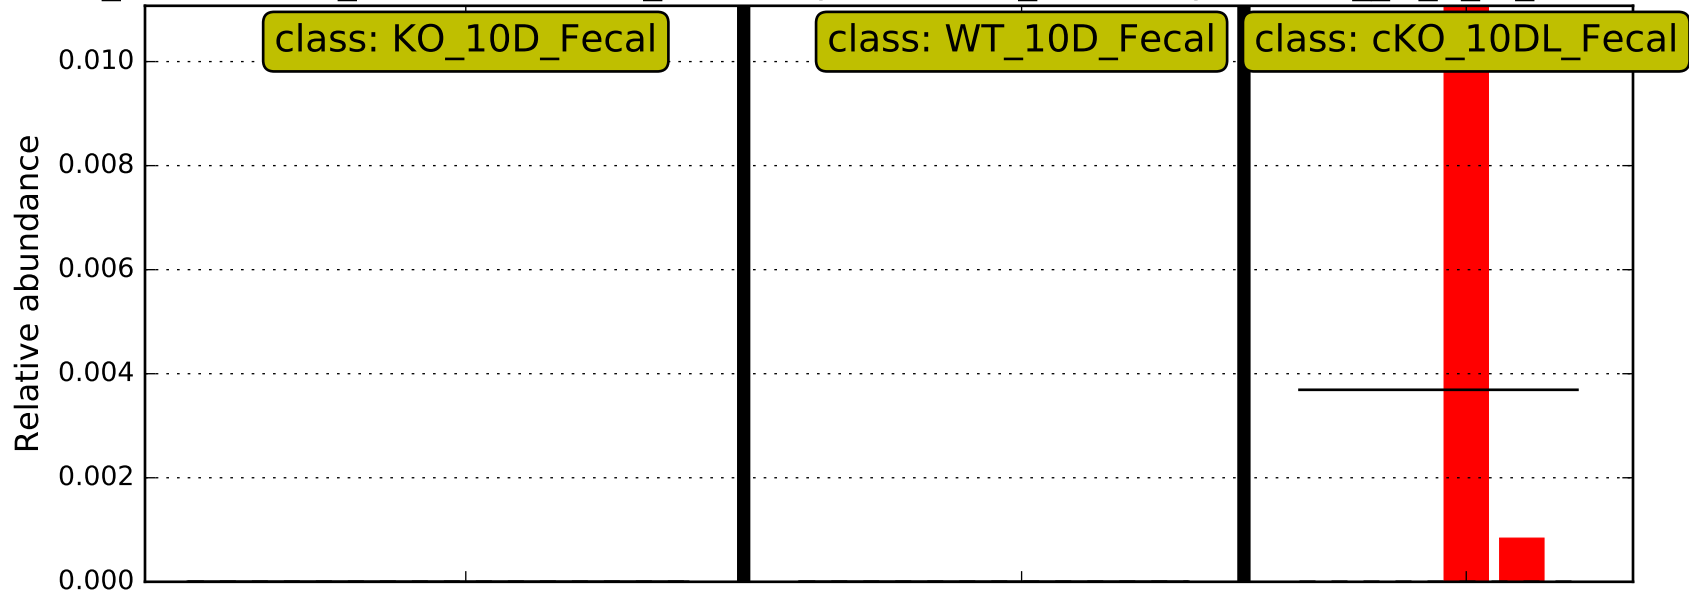 class: KO_10D_Fecal
class: WT_10D_Fecal
class: cKO_10DL_Fecal
Relative abundance
0.010
0.008
0.006
0.004
0.002
0.000